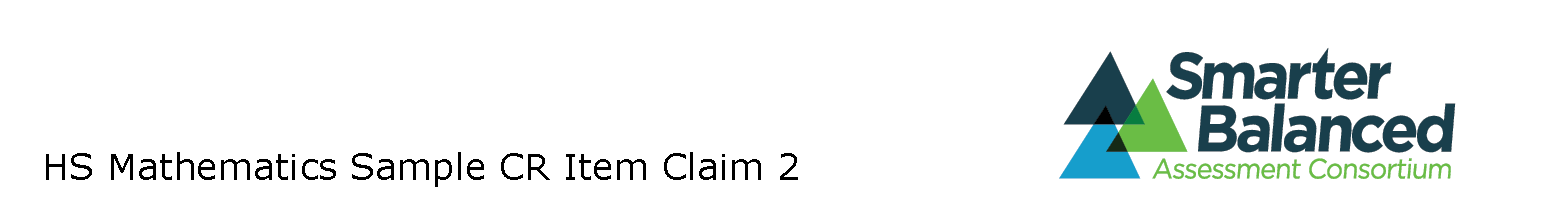 Smarter
Balanced
Assessment Consortium
HS Mathematics Sample CR Item Claim 2